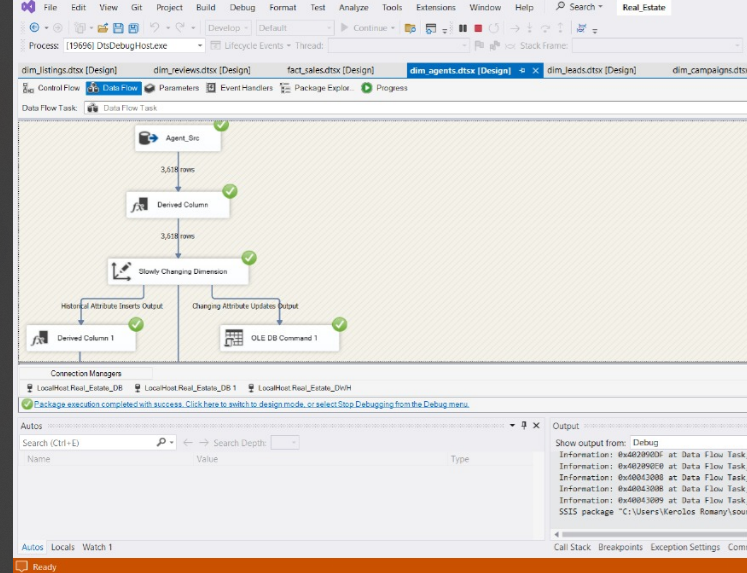 File Edit View Git Project Build Debug Format Test Analyze Tools Extensions Window Help Search Real_Estate
Develop Default Continue
Process: [19696] DtsDebugHost.exe Lifecycle Events Thread: Stack Frame:
dim_listings.dtsx [Design] dim_reviews.dtsx [Design] fact_sales.dtsx [Design] dim_agents.dtsx [Design] dim_leads.dtsx [Design] dim_campaigns.dtsx
Control Flow Data Flow Parameters Event Handlers Package Explor... Progress
Data Flow Task: Data Flow Task
Agent_Src
3,618 rows
Derived Column
3,618 rows
Slowly Changing Dimension
Historical Attribute Inserts Output Changing Attribute Updates Output
Derived Column 1 OLE DB Command 1
Connection Managers
LocalHost.Real_Estate_DB LocalHost.Real_Estate_DB 1 LocalHost.Real_Estate_DWH
Package execution completed with success. Click here to switch to design mode, or select Stop Debugging from the Debug menu.
Autos Output
Search (Ctrl+E) Search Depth: Show output from: Debug
Name Value Type
Information: 0x402090DF at Data Flow Task
Information: 0x402090E0 at Data Flow Task
Information: 0x40043008 at Data Flow Task
Information: 0x4004300B at Data Flow Task
Information: 0x40043009 at Data Flow Task
SSIS package "C:\Users\Kerolos Romany\sou
Autos Locals Watch 1 Call Stack Breakpoints Exception Settings Com
Ready